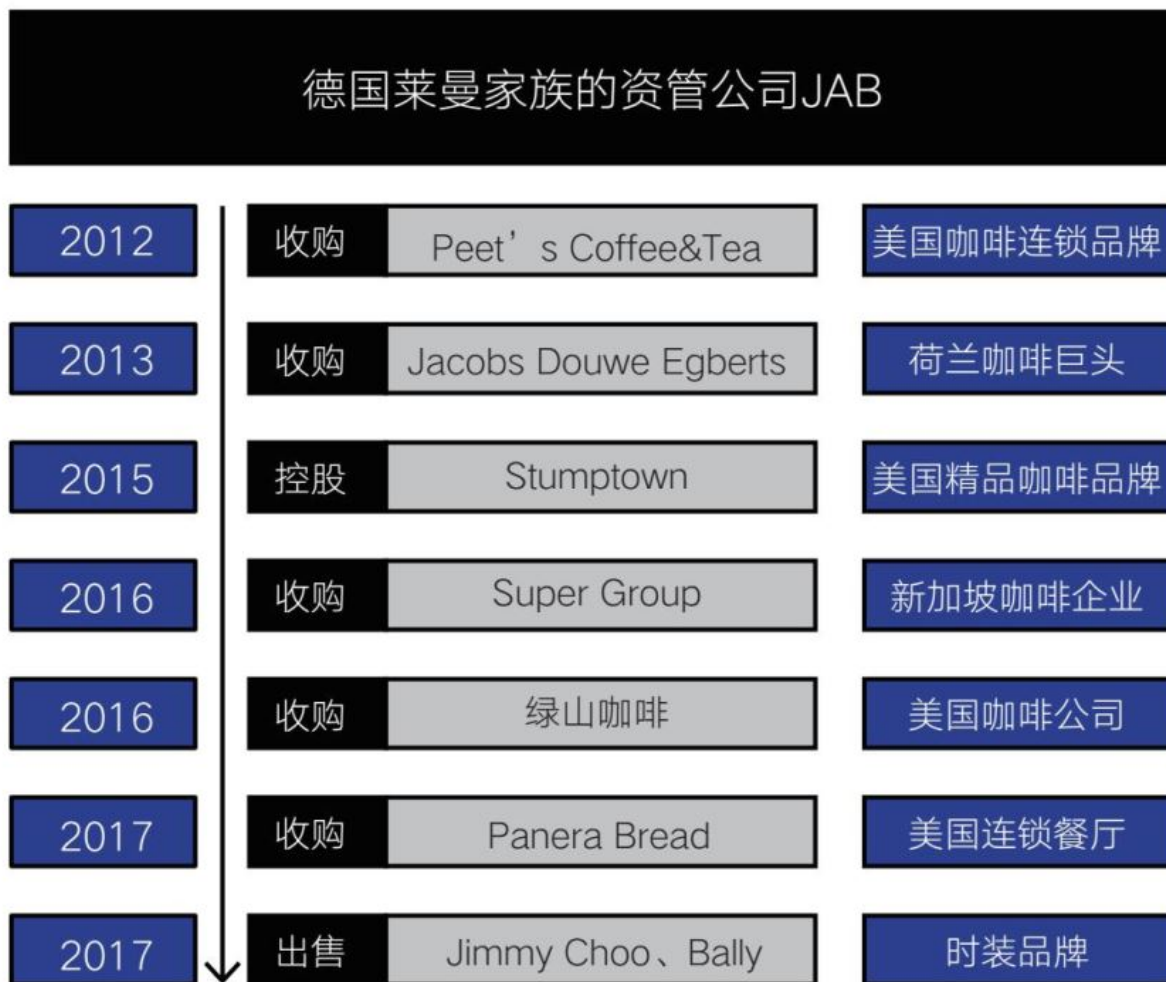 德国莱曼家族的资管公司JAB
2012 收购 Peet’s Coffee&Tea 美国咖啡连锁品牌
2013 收购 Jacobs Douwe Egberts 荷兰咖啡巨头
2015 控股 Stumptown 美国精品咖啡品牌
2016 收购 Super Group 新加坡咖啡企业
2016 收购 绿山咖啡 美国咖啡公司
2017 收购 Panera Bread 美国连锁餐厅
2017 出售 Jimmy Choo、Bally 时装品牌